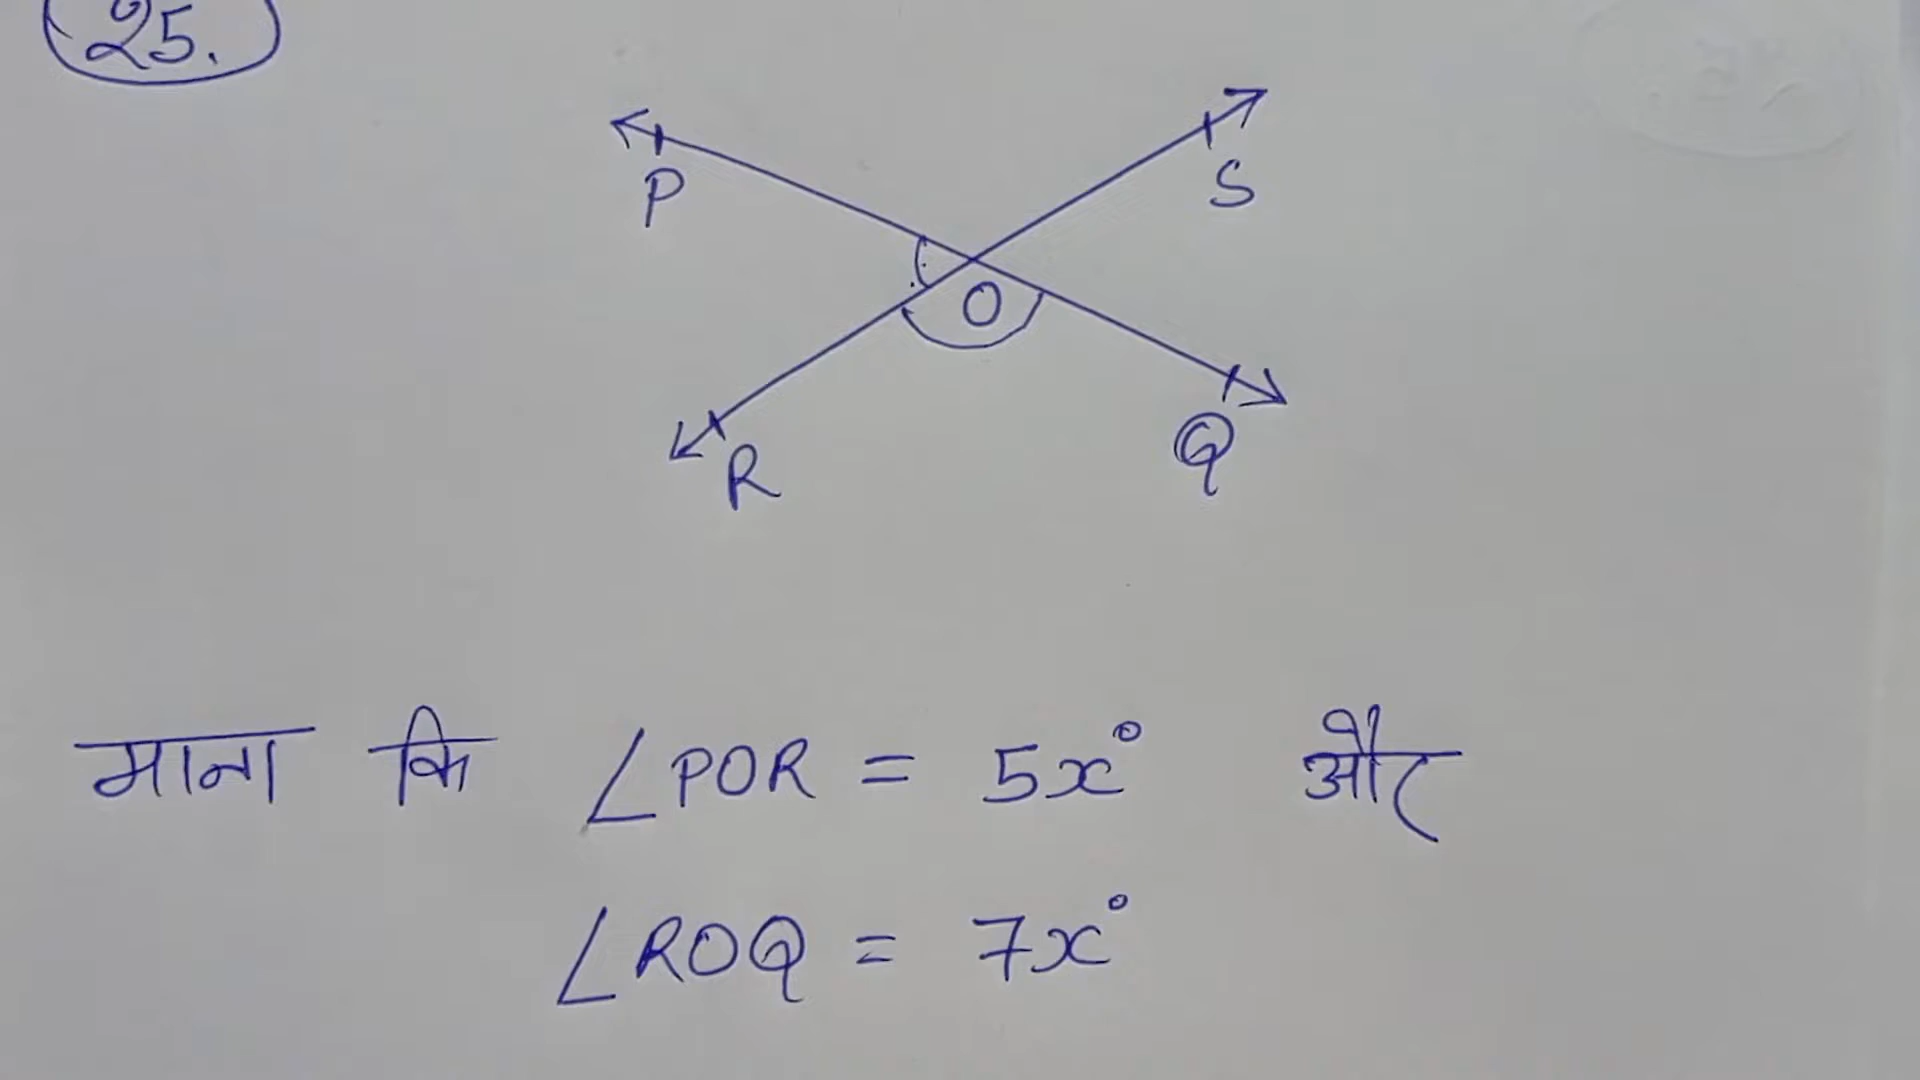 25.
P
S
O
R
Q
माना कि ∠POR = 5x° और
∠ROQ = 7x°